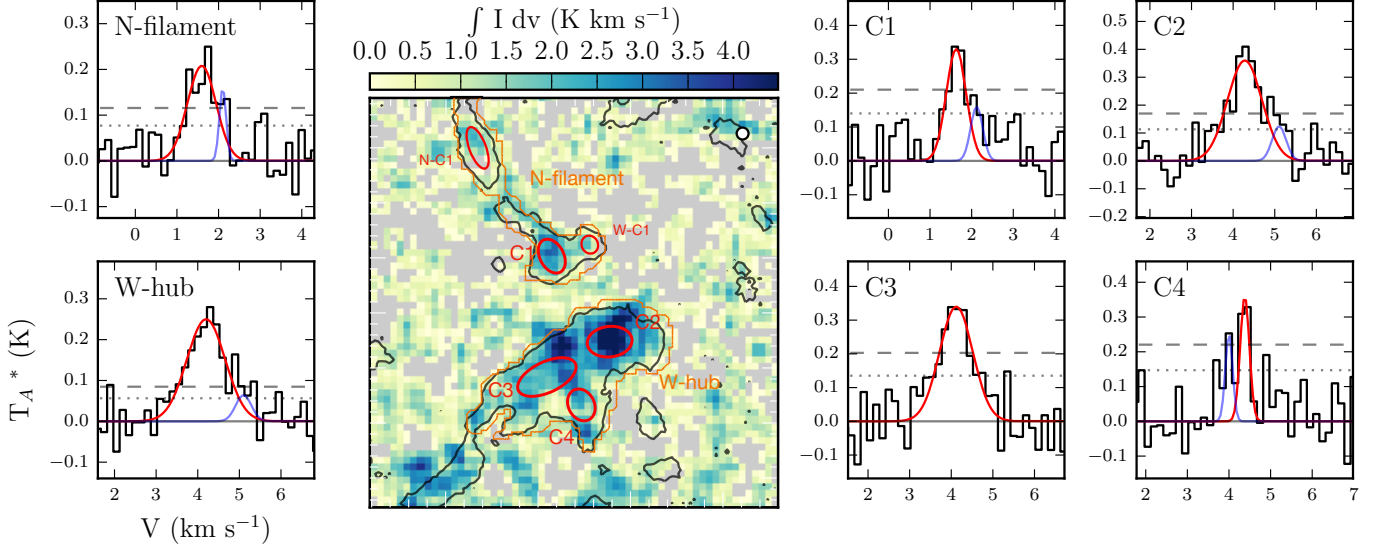 N-filament
0.3
0.2
0.1
0.0
−0.1
0 1 2 3 4
W-hub
0.3
0.2
0.1
0.0
−0.1
2 3 4 5 6
T_A * (K)
V (km s⁻¹)
∫ I dv (K km s⁻¹)
0.0 0.5 1.0 1.5 2.0 2.5 3.0 3.5 4.0
N-C1
N-filament
W-C1
C1
C2
C3
W-hub
C4
C1
0.4
0.3
0.2
0.1
0.0
−0.1
0 1 2 3 4
C2
0.5
0.4
0.3
0.2
0.1
0.0
−0.1
−0.2
2 3 4 5 6
C3
0.4
0.3
0.2
0.1
0.0
−0.1
2 3 4 5 6
C4
0.4
0.3
0.2
0.1
0.0
−0.1
2 3 4 5 6 7